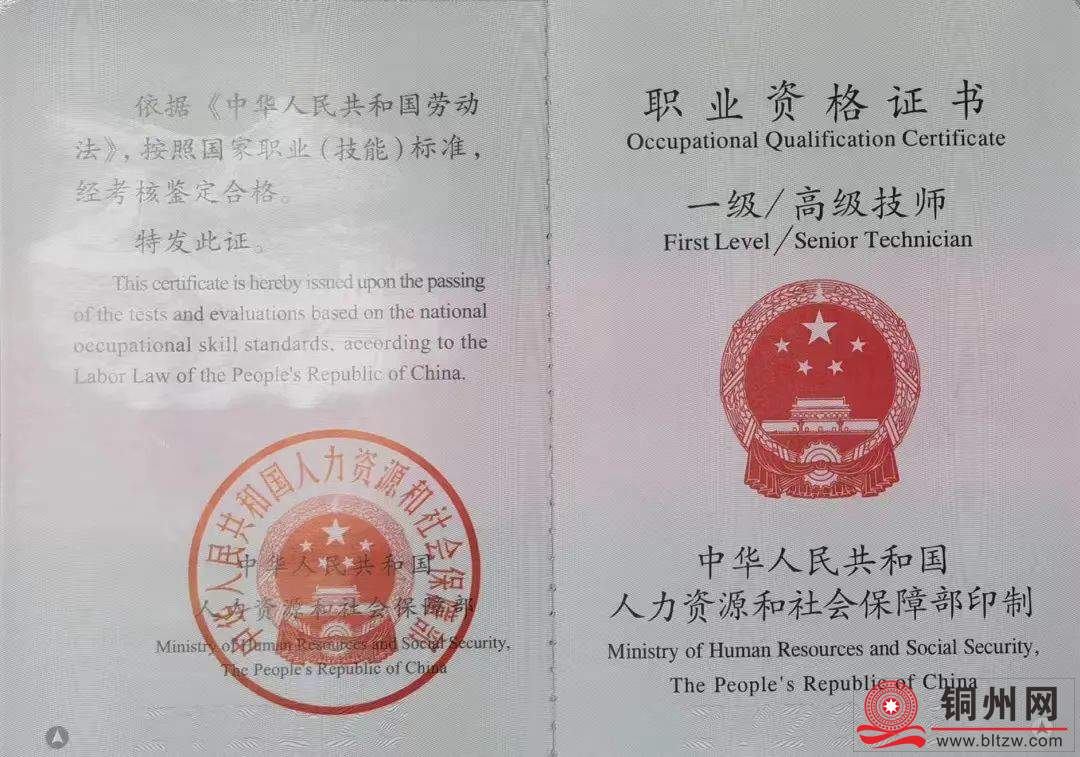 依据《中华人民共和国劳动
法》，按照国家职业（技能）标准，
经考核鉴定合格。
特发此证。
This certificate is hereby issued upon the passing
of the tests and evaluations based on the national
occupational skill standards, according to the
Labor Law of the People's Republic of China.
中华人民共和国人力资源和社会保障部
中华人民共和国
人力资源和社会保障部
Ministry of Human Resources and Social Security,
The People's Republic of China
职业资格证书
Occupational Qualification Certificate
一级/高级技师
First Level/Senior Technician
中华人民共和国
人力资源和社会保障部印制
Ministry of Human Resources and Social Security,
The People's Republic of China
铜州网
www.bltzw.com